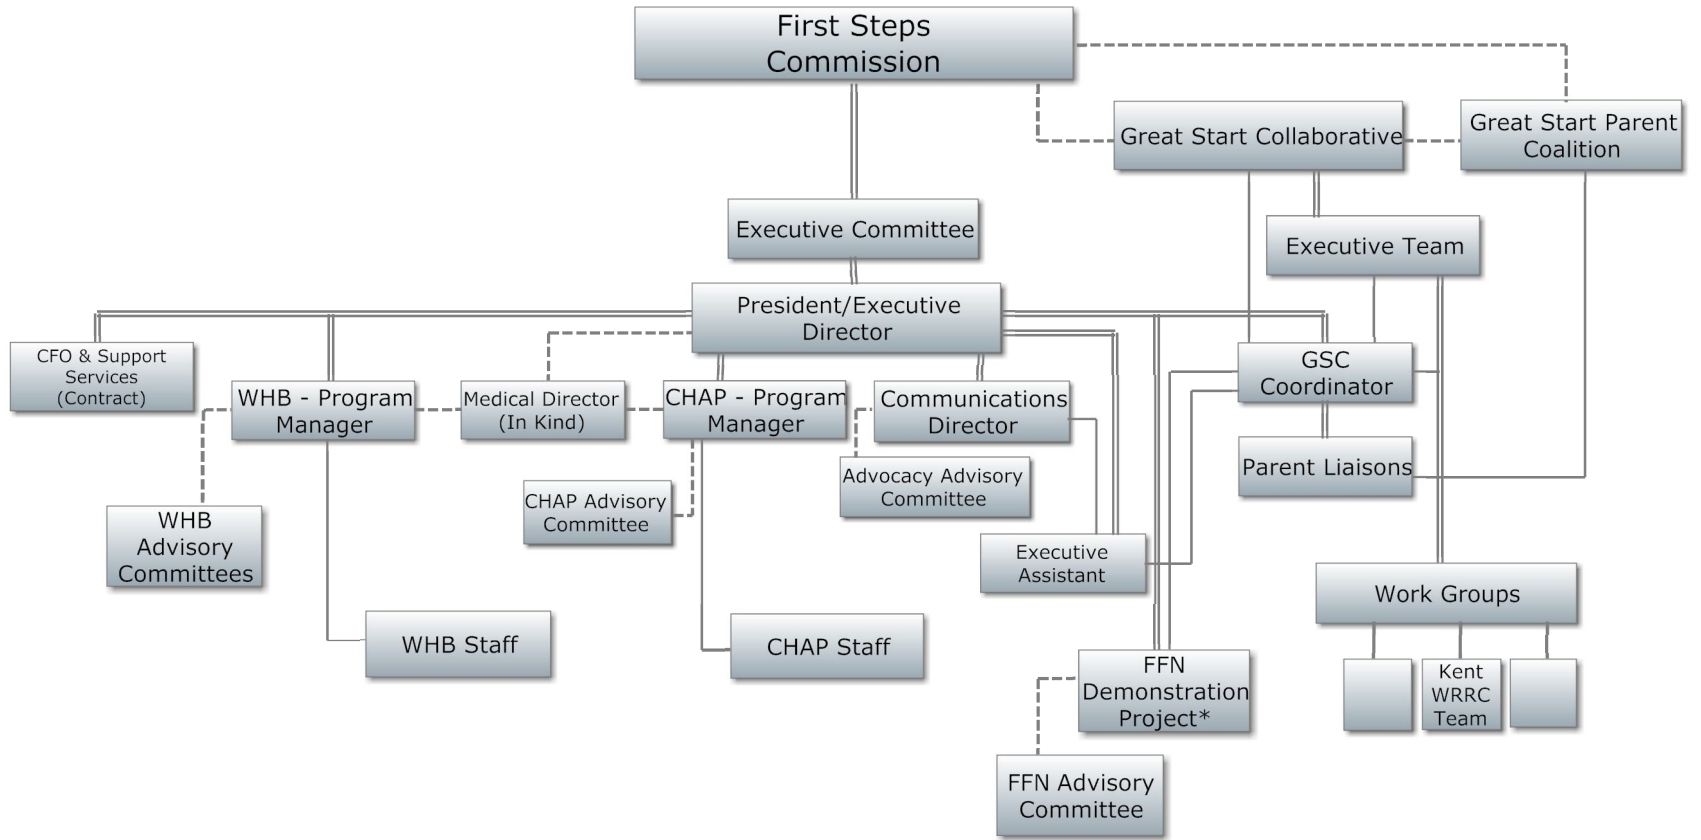 First Steps
Commission
Great Start Collaborative
Great Start Parent
Coalition
Executive Committee
Executive Team
President/Executive
Director
CFO & Support
Services
(Contract)
WHB - Program
Manager
Medical Director
(In Kind)
CHAP - Program
Manager
Communications
Director
GSC
Coordinator
Parent Liaisons
Advocacy Advisory
Committee
CHAP Advisory
Committee
WHB
Advisory
Committees
Executive
Assistant
Work Groups
WHB Staff
CHAP Staff
FFN
Demonstration
Project*
Kent
WRRC
Team
FFN Advisory
Committee